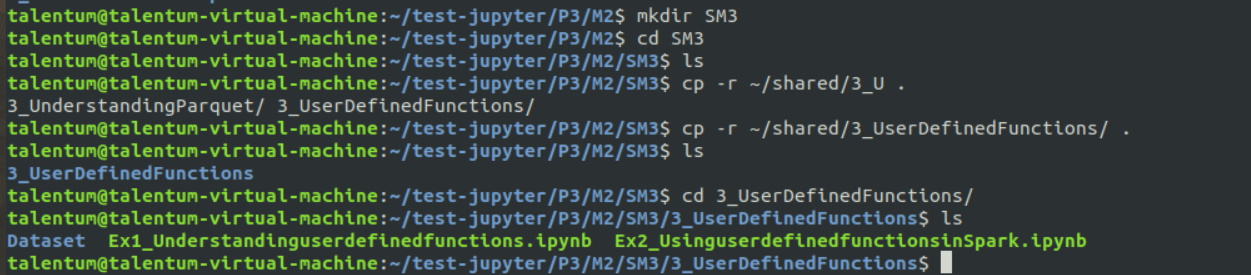 talentum@talentum-virtual-machine:~/test-jupyter/P3/M2$ mkdir SM3
talentum@talentum-virtual-machine:~/test-jupyter/P3/M2$ cd SM3
talentum@talentum-virtual-machine:~/test-jupyter/P3/M2/SM3$ ls
talentum@talentum-virtual-machine:~/test-jupyter/P3/M2/SM3$ cp -r ~/shared/3_U .
3_UnderstandingParquet/ 3_UserDefinedFunctions/
talentum@talentum-virtual-machine:~/test-jupyter/P3/M2/SM3$ cp -r ~/shared/3_UserDefinedFunctions/ .
talentum@talentum-virtual-machine:~/test-jupyter/P3/M2/SM3$ ls
3_UserDefinedFunctions
talentum@talentum-virtual-machine:~/test-jupyter/P3/M2/SM3$ cd 3_UserDefinedFunctions/
talentum@talentum-virtual-machine:~/test-jupyter/P3/M2/SM3/3_UserDefinedFunctions$ ls
Dataset  Ex1_Understandinguserdefinedfunctions.ipynb  Ex2_UsinguserdefinedfunctionsinSpark.ipynb
talentum@talentum-virtual-machine:~/test-jupyter/P3/M2/SM3/3_UserDefinedFunctions$